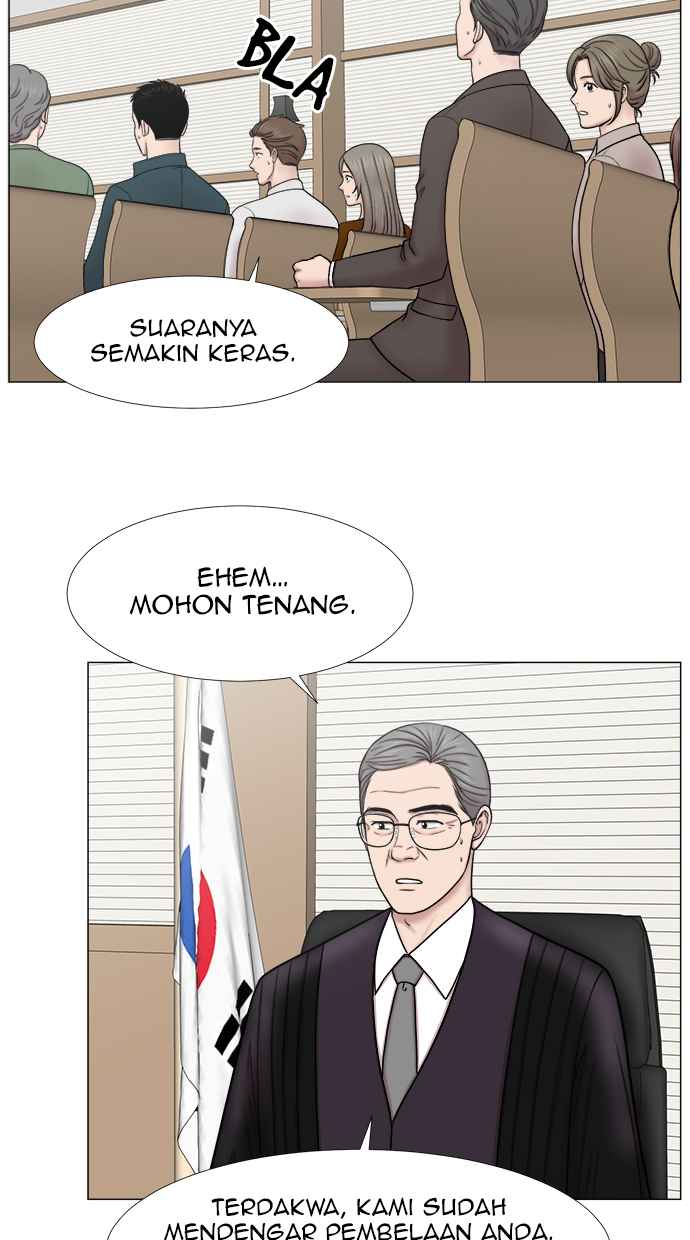 BLA
SUARANYA
SEMAKIN KERAS.
EHEM...
MOHON TENANG.
TERDAKWA, KAMI SUDAH
MENDENGAR PEMBELAAN ANDA.